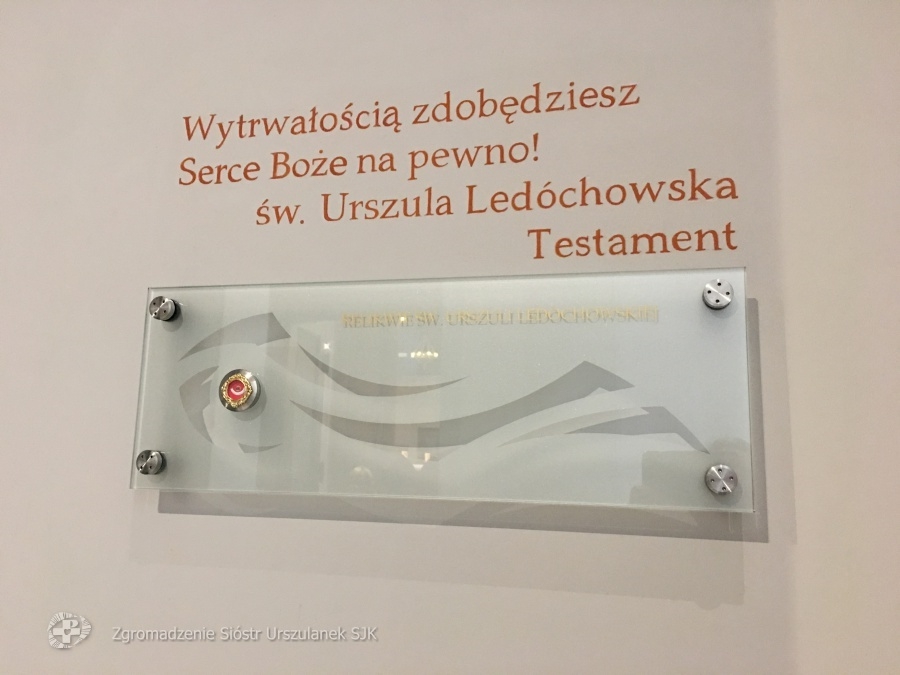 Wytrwałością zdobędziesz
Serce Boże na pewno!
św. Urszula Ledóchowska
Testament
RELIKWIE ŚW. URSZULI LEDÓCHOWSKIEJ
Zgromadzenie Sióstr Urszulanek SJK